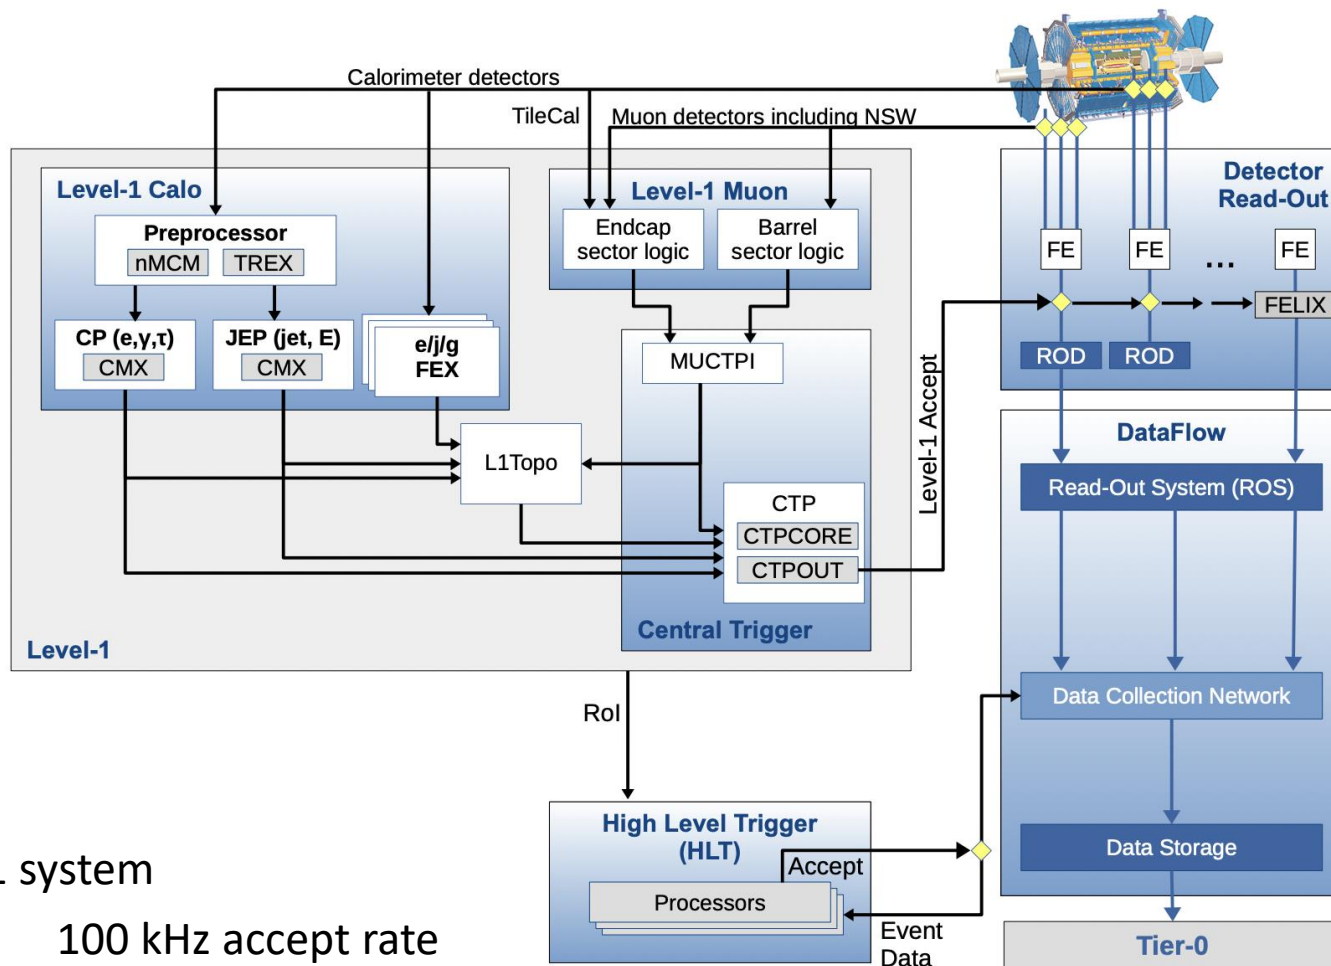 Calorimeter detectors
TileCal
Muon detectors including NSW
Level-1 Calo
Preprocessor
nMCM
TREX
CP (e,γ,τ)
CMX
JEP (jet, E)
CMX
e/j/g
FEX
Level-1 Muon
Endcap
sector logic
Barrel
sector logic
MUCTPI
L1Topo
CTP
CTPCORE
CTPOUT
Central Trigger
Level-1
Level-1 Accept
Detector
Read-Out
FE
FE
...
FE
FELIX
ROD
ROD
DataFlow
Read-Out System (ROS)
Data Collection Network
Data Storage
Tier-0
RoI
High Level Trigger
(HLT)
Accept
Processors
Event
Data
system
100 kHz accept rate